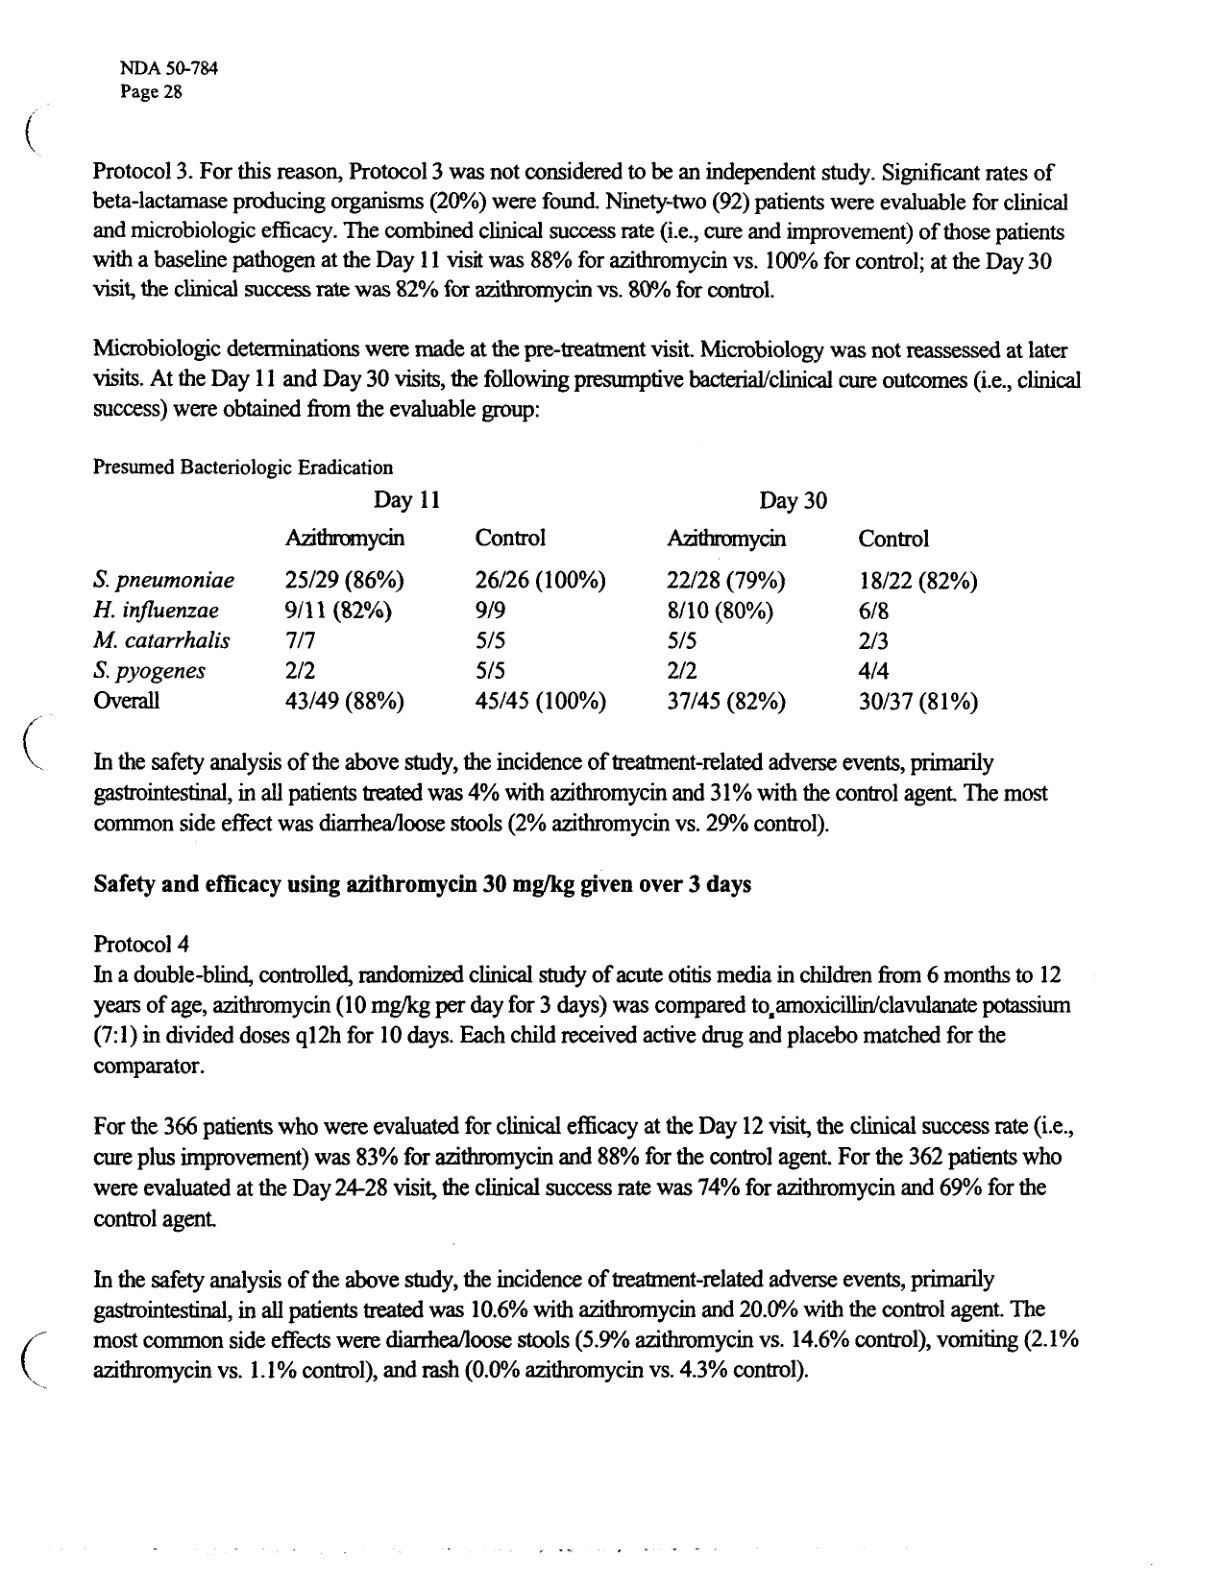 NDA 50-784
Page 28
Protocol 3. For this reason, Protocol 3 was not considered to be an independent study. Significant rates of
beta-lactamase producing organisms (20%) were found. Ninety-two (92) patients were evaluable for clinical
and microbiologic efficacy. The combined clinical success rate (i.e., cure and improvement) of those patients
with a baseline pathogen at the Day 11 visit was 88% for azithromycin vs. 100% for control; at the Day 30
visit, the clinical success rate was 82% for azithromycin vs. 80% for control.
Microbiologic determinations were made at the pre-treatment visit. Microbiology was not reassessed at later
visits. At the Day 11 and Day 30 visits, the following presumptive bacterial/clinical cure outcomes (i.e., clinical
success) were obtained from the evaluable group:
Presumed Bacteriologic Eradication
Day 11 Day 30
Azithromycin Control Azithromycin Control
S. pneumoniae 25/29 (86%) 26/26 (100%) 22/28 (79%) 18/22 (82%)
H. influenzae 9/11 (82%) 9/9 8/10 (80%) 6/8
M. catarrhalis 7/7 5/5 5/5 2/3
S. pyogenes 2/2 5/5 2/2 4/4
Overall 43/49 (88%) 45/45 (100%) 37/45 (82%) 30/37 (81%)
In the safety analysis of the above study, the incidence of treatment-related adverse events, primarily
gastrointestinal, in all patients treated was 4% with azithromycin and 31% with the control agent. The most
common side effect was diarrhea/loose stools (2% azithromycin vs. 29% control).
Safety and efficacy using azithromycin 30 mg/kg given over 3 days
Protocol 4
In a double-blind, controlled, randomized clinical study of acute otitis media in children from 6 months to 12
years of age, azithromycin (10 mg/kg per day for 3 days) was compared to amoxicillin/clavulanate potassium
(7:1) in divided doses q12h for 10 days. Each child received active drug and placebo matched for the
comparator.
For the 366 patients who were evaluated for clinical efficacy at the Day 12 visit, the clinical success rate (i.e.,
cure plus improvement) was 83% for azithromycin and 88% for the control agent. For the 362 patients who
were evaluated at the Day 24-28 visit, the clinical success rate was 74% for azithromycin and 69% for the
control agent.
In the safety analysis of the above study, the incidence of treatment-related adverse events, primarily
gastrointestinal, in all patients treated was 10.6% with azithromycin and 20.0% with the control agent. The
most common side effects were diarrhea/loose stools (5.9% azithromycin vs. 14.6% control), vomiting (2.1%
azithromycin vs. 1.1% control), and rash (0.0% azithromycin vs. 4.3% control).